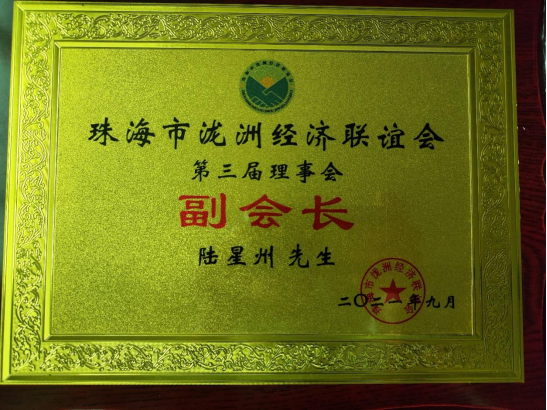 珠海市泷洲经济联谊会
第三届理事会
副会长
陆星州 先生
二〇二一年九月